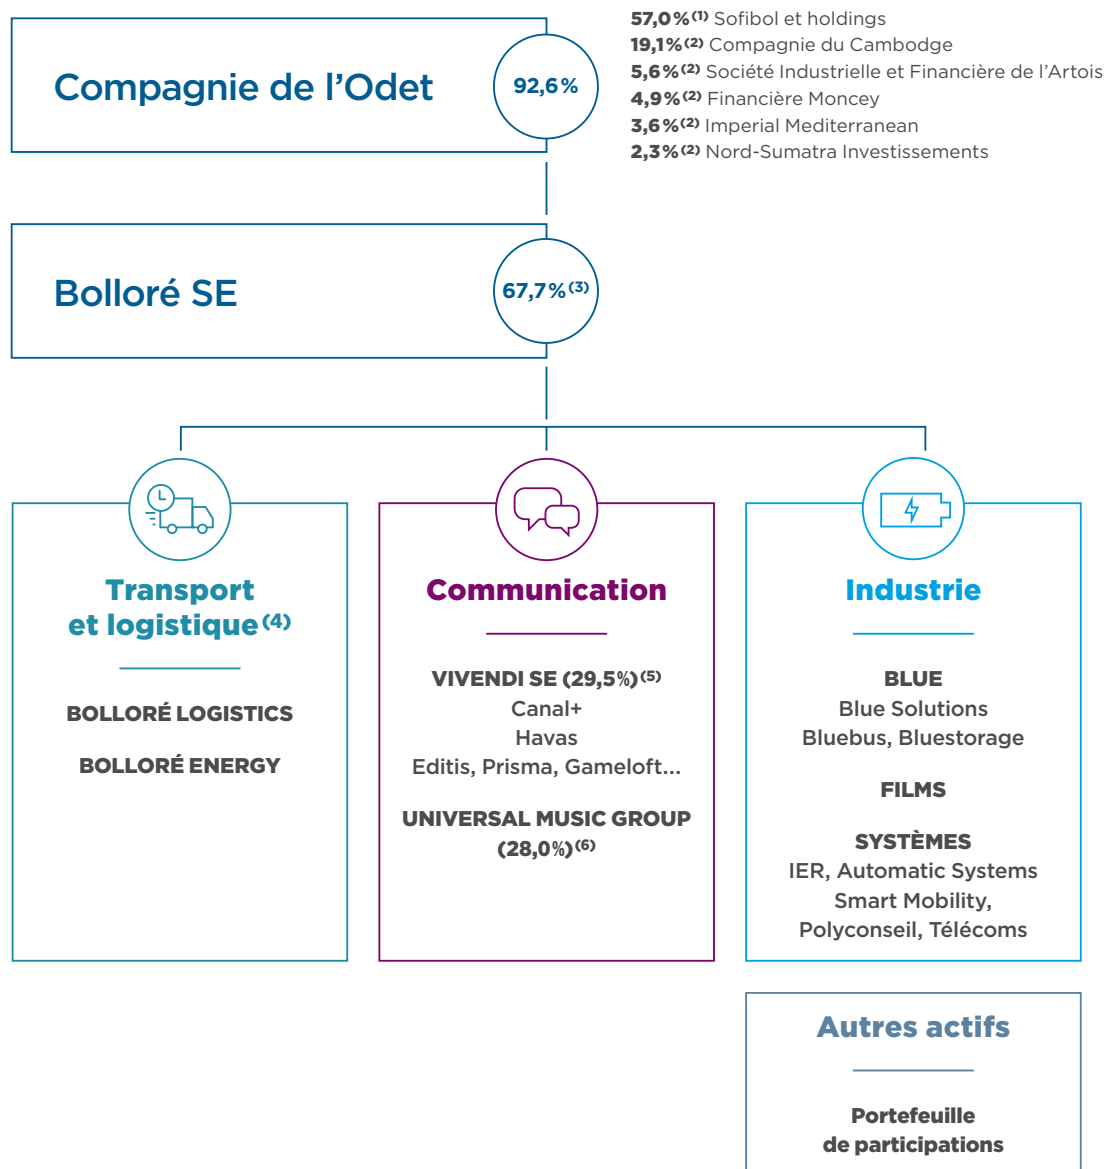 57,0%(1) Sofibol et holdings
19,1%(2) Compagnie du Cambodge
5,6%(2) Société Industrielle et Financière de l'Artois
4,9%(2) Financière Moncey
3,6%(2) Imperial Mediterranean
2,3%(2) Nord-Sumatra Investissements
Compagnie de l'Odet
92,6%
Bolloré SE
67,7%(3)
Transport
et logistique(4)
BOLLORÉ LOGISTICS
BOLLORÉ ENERGY
Communication
VIVENDI SE (29,5%)(5)
Canal+
Havas
Editis, Prisma, Gameloft...
UNIVERSAL MUSIC GROUP
(28,0%)(6)
Industrie
BLUE
Blue Solutions
Bluebus, Bluestorage
FILMS
SYSTÈMES
IER, Automatic Systems
Smart Mobility,
Polyconseil, Télécoms
Autres actifs
Portefeuille
de participations